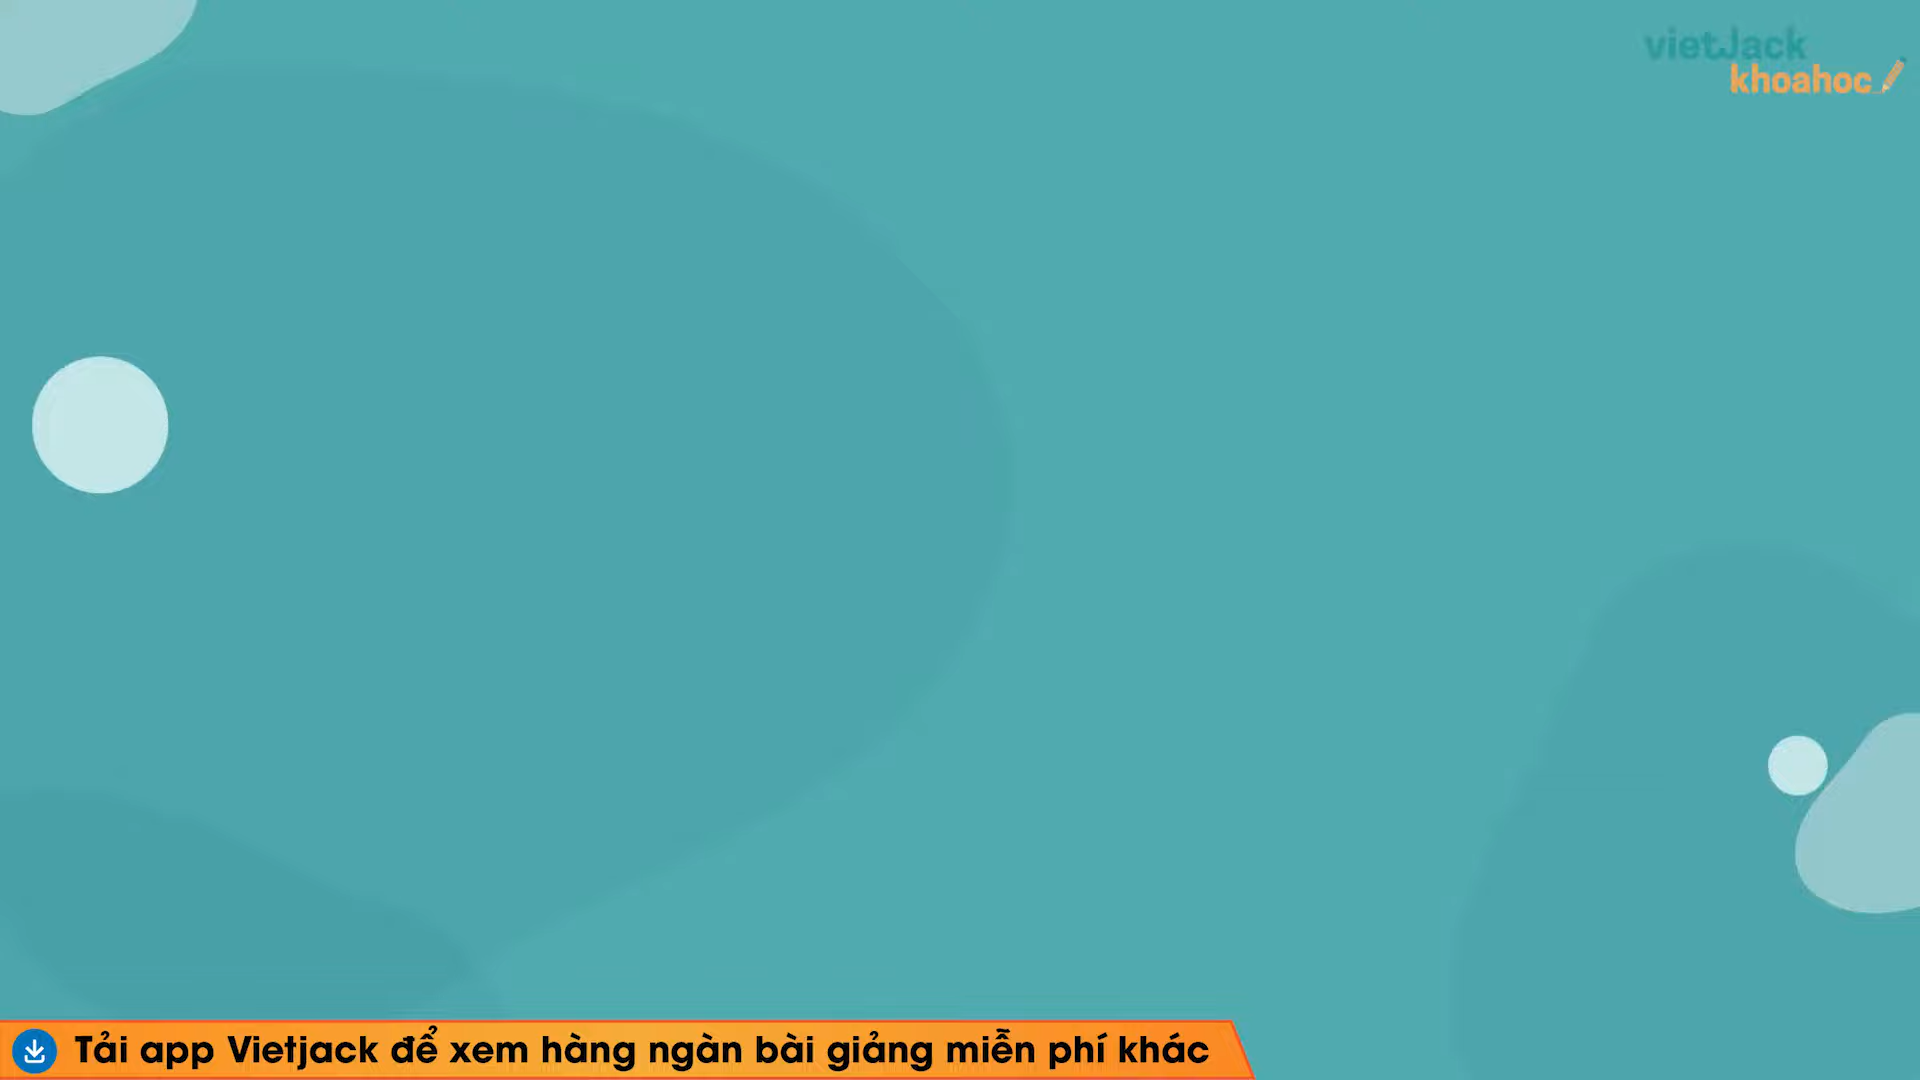 vietJack
khoahoc
Tải app Vietjack để xem hàng ngàn bài giảng miễn phí khác